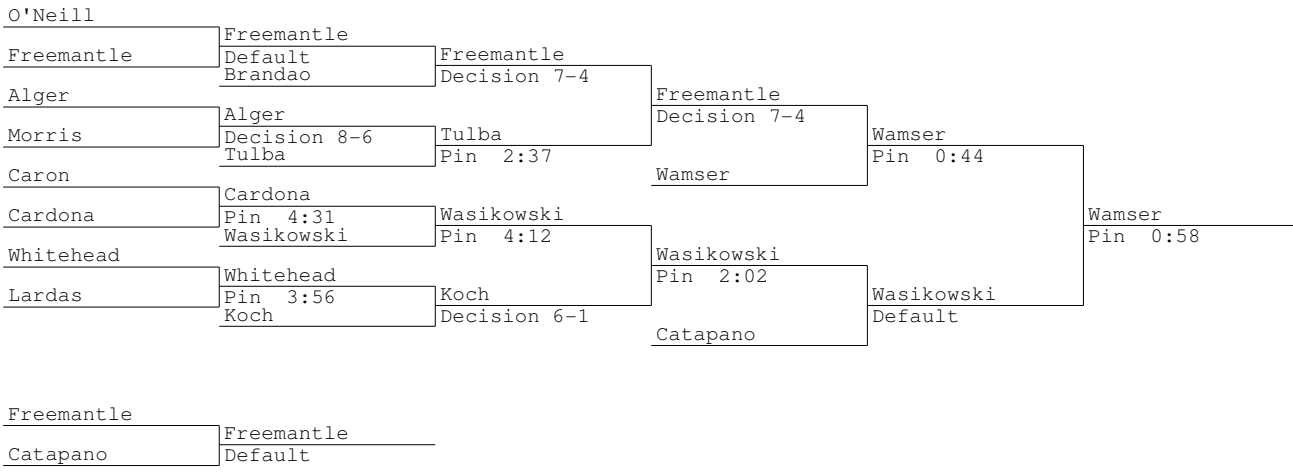 O'Neill
Freemantle
Freemantle
Default
Brandao
Freemantle
Decision 7-4
Alger
Morris
Alger
Decision 8-6
Tulba
Tulba
Pin 2:37
Freemantle
Decision 7-4
Wamser
Wamser
Pin 0:44
Caron
Cardona
Cardona
Pin 4:31
Wasikowski
Wasikowski
Pin 4:12
Whitehead
Lardas
Whitehead
Pin 3:56
Koch
Koch
Decision 6-1
Wasikowski
Pin 2:02
Catapano
Wasikowski
Default
Wamser
Pin 0:58
Freemantle
Catapano
Freemantle
Default